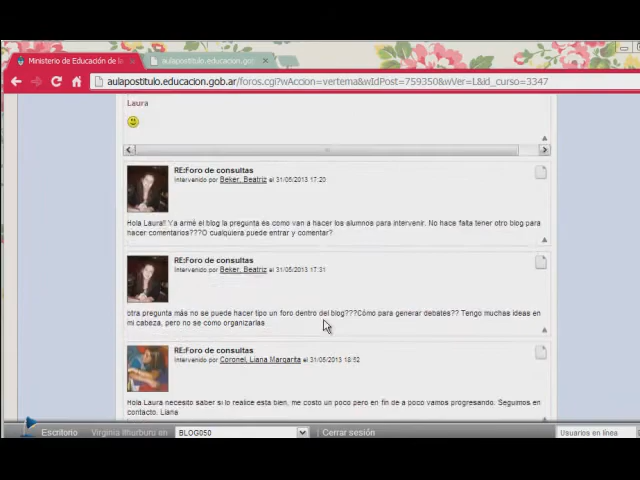 Ministerio de Educación de la
aulapostitulo.educacion.gob
aulapostitulo.educacion.gob.ar/foros.cgi?wAccion=vertema&wIdPost=759350&wVer=L&id_curso=3347
Laura
RE:Foro de consultas
Intervenido por Beker, Beatriz el 31/05/2013 17:20
Hola Laura!! Ya armé el blog la pregunta es como van a hacer los alumnos para intervenir. No hace falta tener otro blog para
hacer comentarios???O cualquiera puede entrar y comentar?
RE:Foro de consultas
Intervenido por Beker, Beatriz el 31/05/2013 17:31
otra pregunta más no se puede hacer tipo un foro dentro del blog???Cómo para generar debates?? Tengo muchas ideas en
mi cabeza, pero no se como organizarlas
RE:Foro de consultas
Intervenido por Coronel, Liana Margarita el 31/05/2013 18:52
Hola Laura necesito saber si lo realice esta bien, me costo un poco pero en fin de a poco vamos progresando. Seguimos en
contacto. Liana
Escritorio Virginia Ithurburu en BLOG050 | Cerrar sesión Usuarios en línea